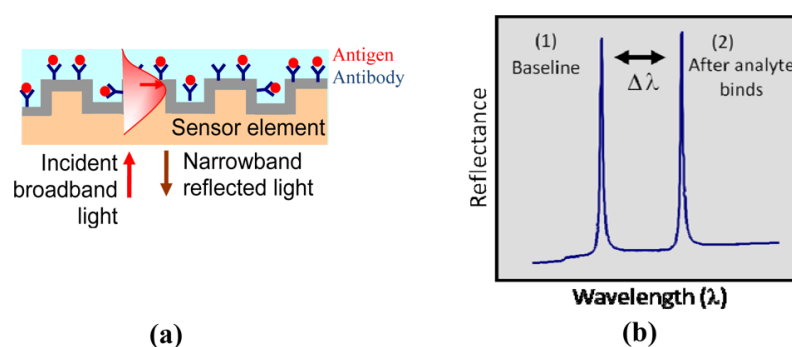 Antigen
Antibody
Sensor element
Incident
broadband
light
Narrowband
reflected light
(a)
(1)
Baseline
Δλ
(2)
After analyte
binds
Reflectance
Wavelength (λ)
(b)